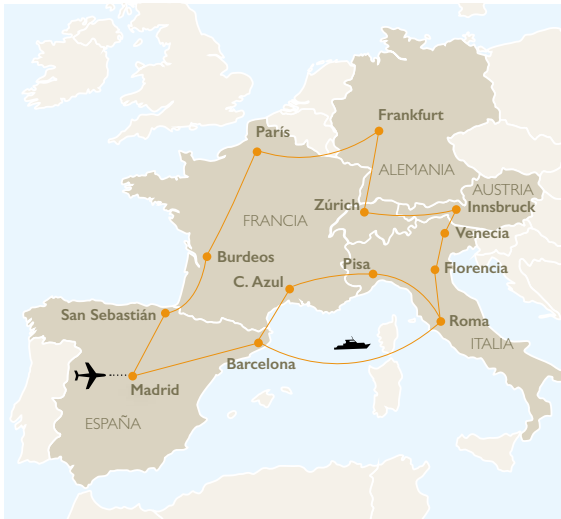 París
Frankfurt
ALEMANIA
AUSTRIA
Zúrich
Innsbruck
FRANCIA
Venecia
Burdeos
Pisa
Florencia
C. Azul
San Sebastián
Roma
ITALIA
Barcelona
Madrid
ESPAÑA